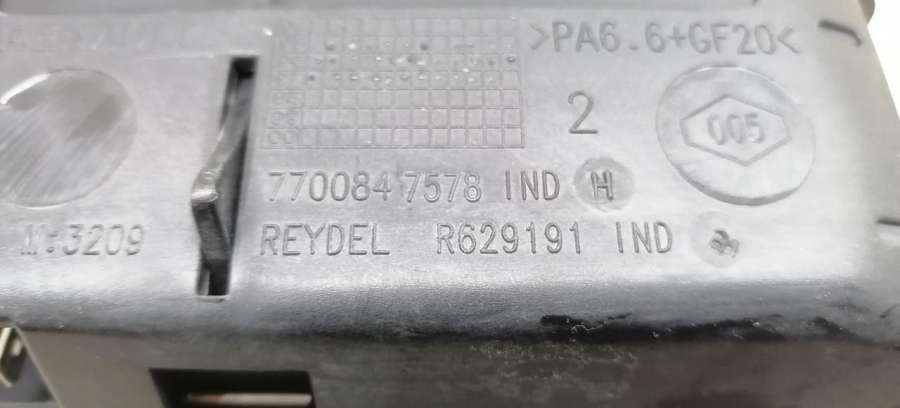 >PA6.6+GF20<
2
005
7700847578 IND H
M:3209
REYDEL R629191 IND